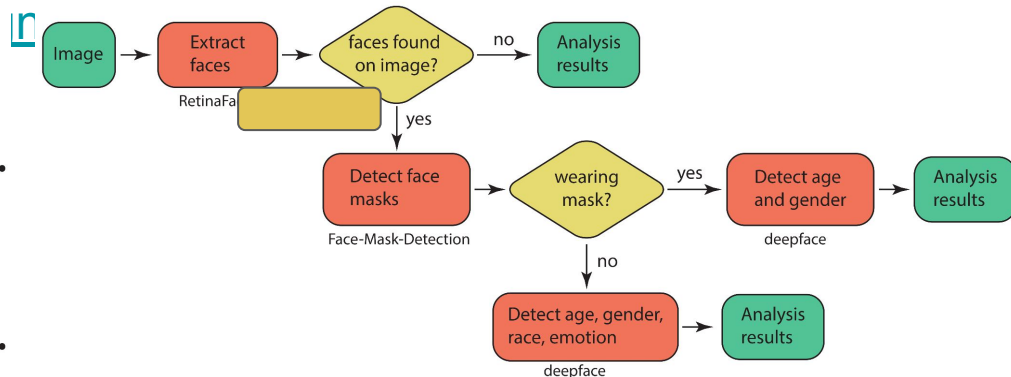 Image
Extract
faces
faces found
on image?
no
Analysis
results
yes
Detect face
masks
Face-Mask-Detection
wearing
mask?
yes
Detect age
and gender
deepface
Analysis
results
no
Detect age, gender,
race, emotion
deepface
Analysis
results